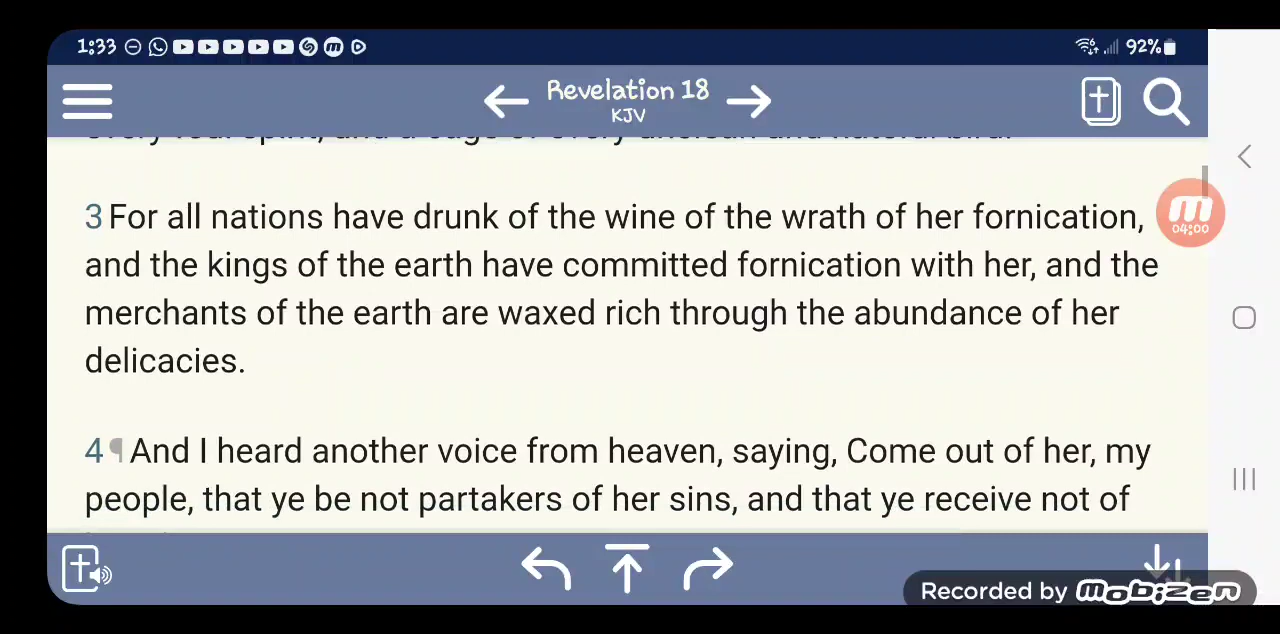 1:33 92%
Revelation 18
KJV
3 For all nations have drunk of the wine of the wrath of her fornication,
and the kings of the earth have committed fornication with her, and the
merchants of the earth are waxed rich through the abundance of her
delicacies.
4 ¶ And I heard another voice from heaven, saying, Come out of her, my
people, that ye be not partakers of her sins, and that ye receive not of
04:00
Recorded by Mobizen